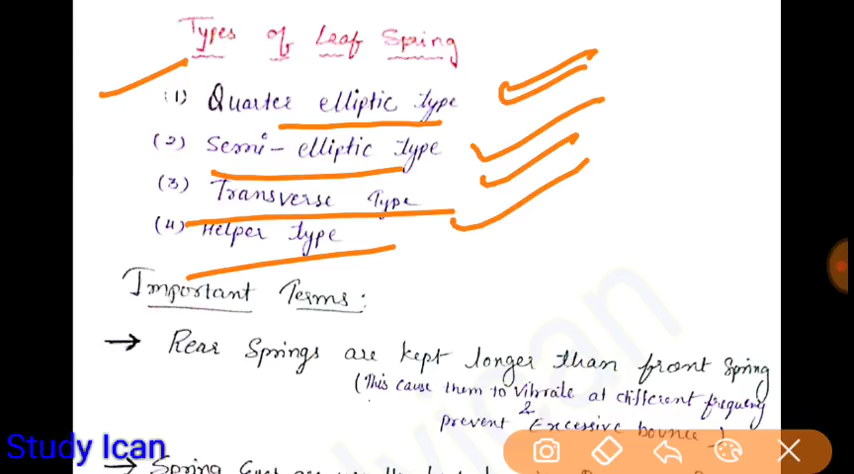 Types of Leaf Spring
(1) Quarter elliptic type
(2) Semi-elliptic type
(3) Transverse Type
(4) Helper type
Important Terms:
→ Rear Springs are kept longer than front Spring
(This cause them to vibrate at different frequency
prevent 2 Excessive bounce)
Study Ican
→ Spring